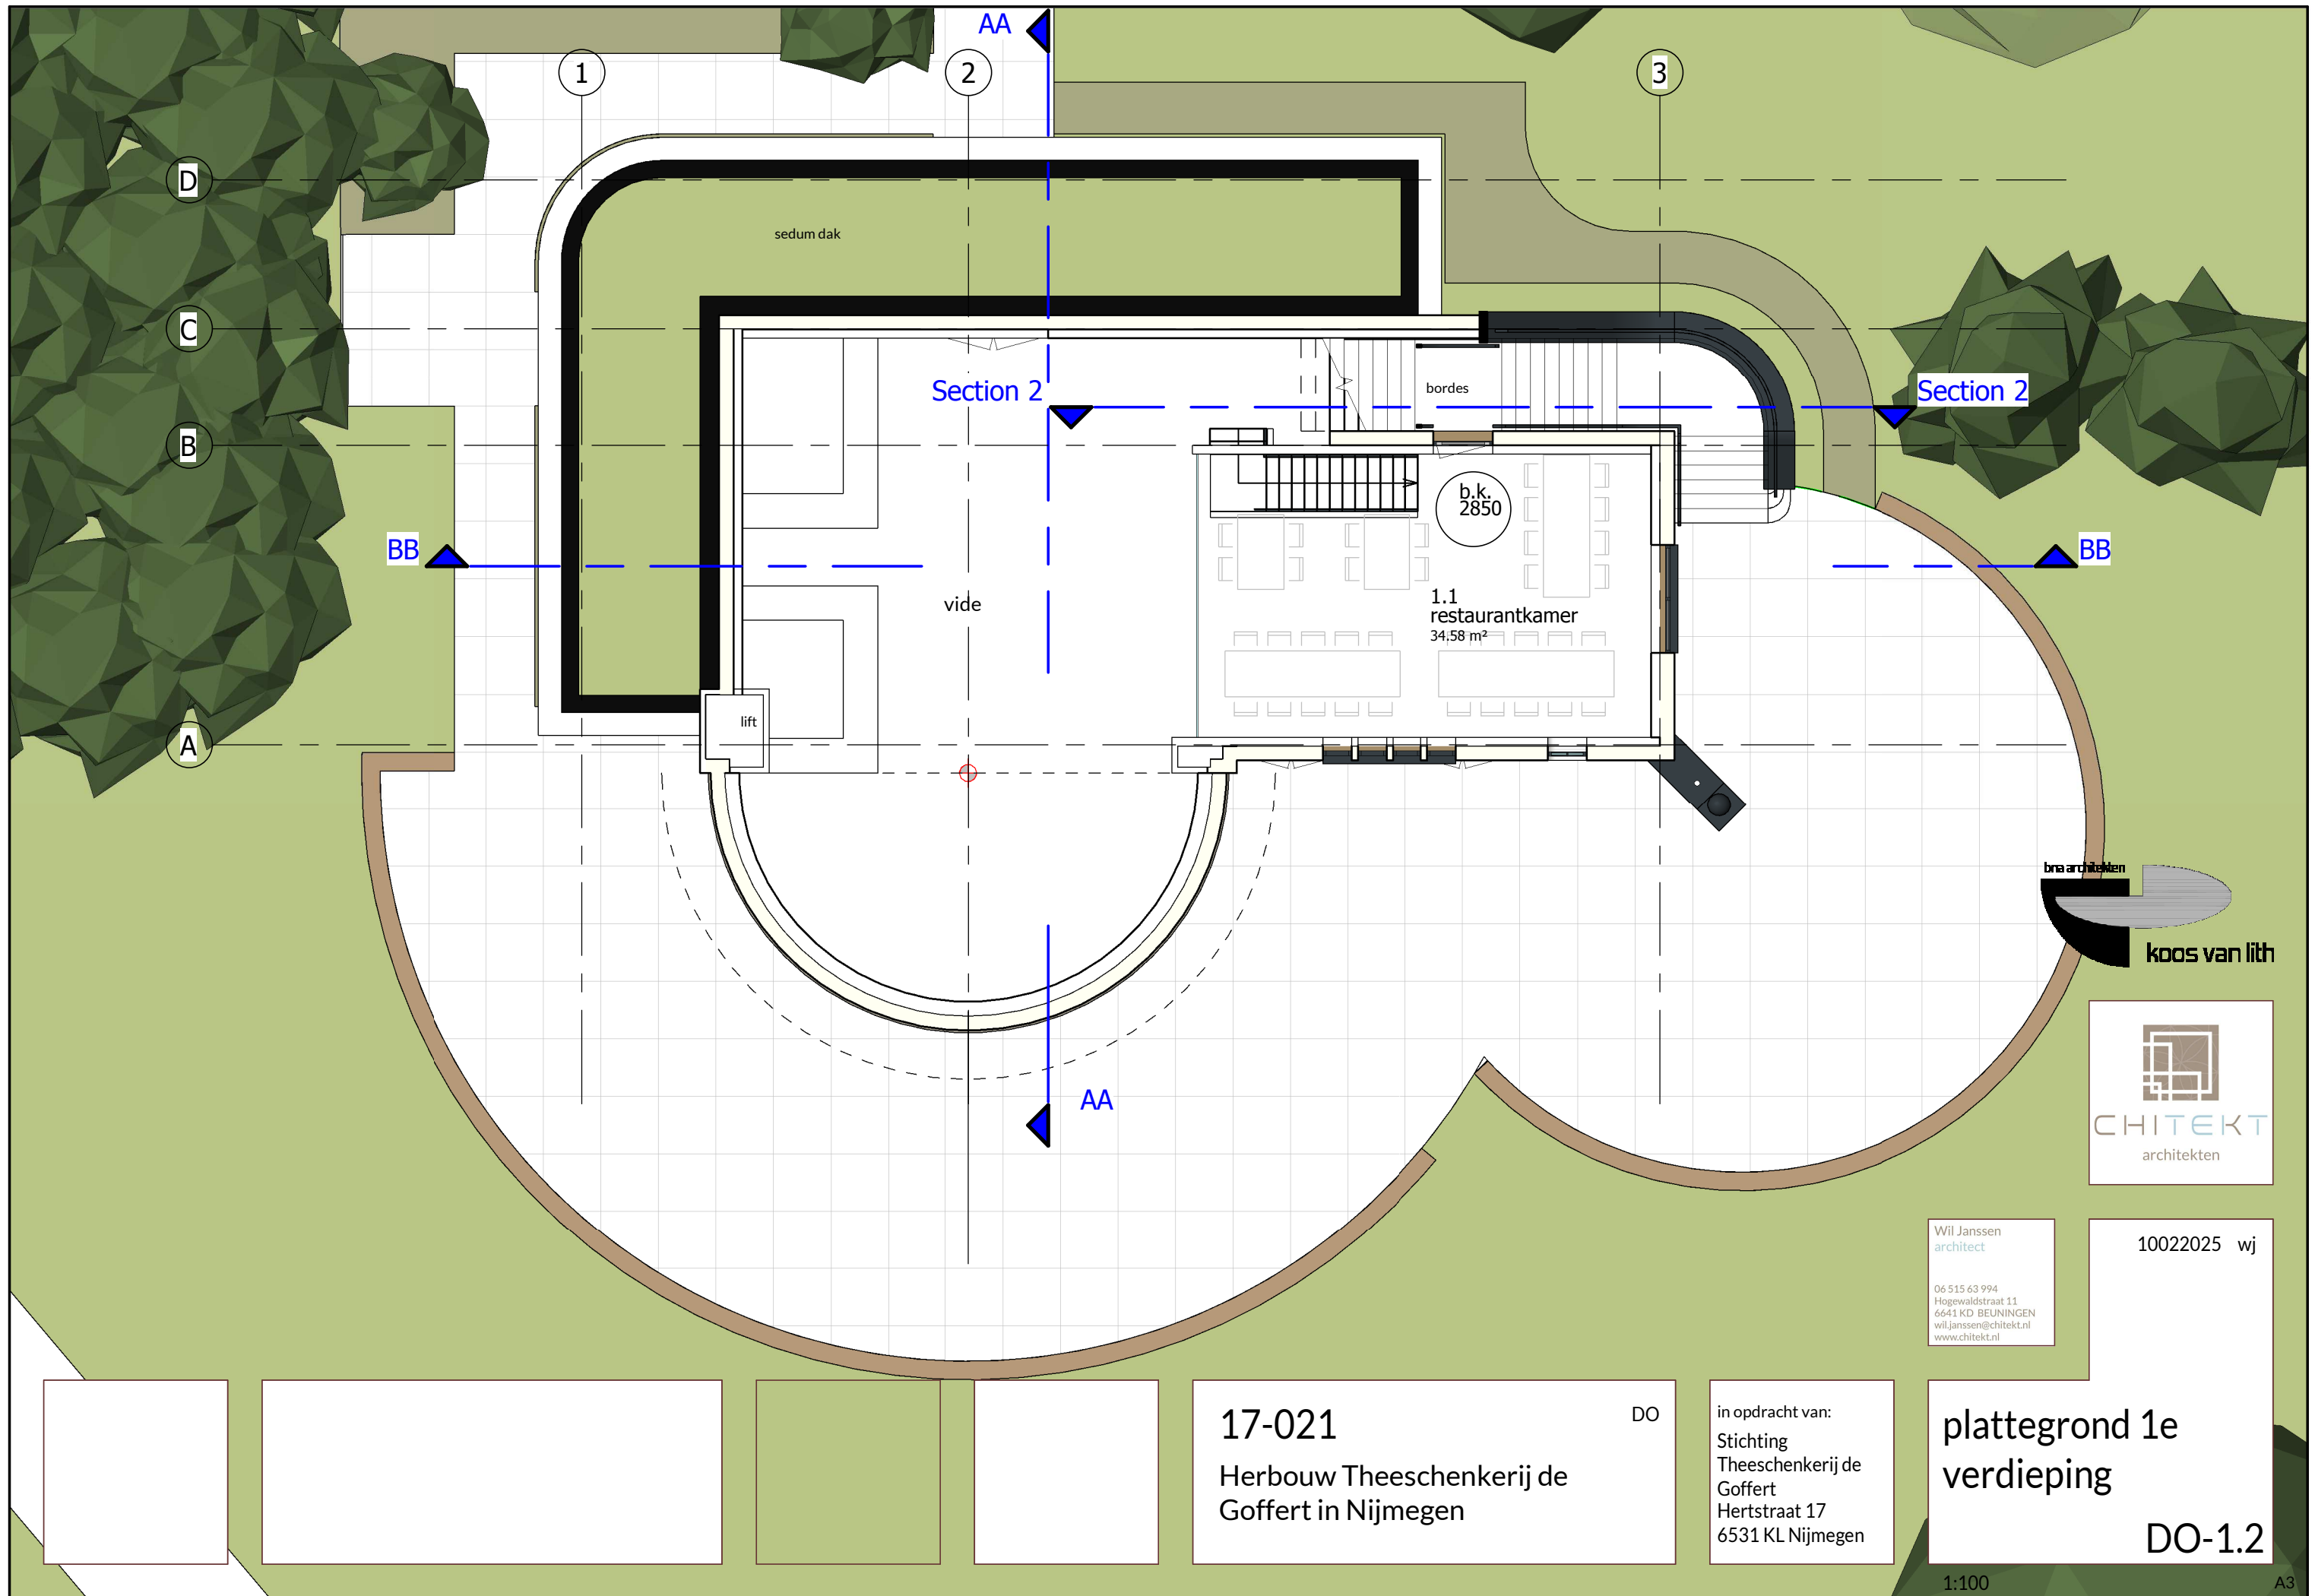 AA
1
2
3
D
sedum dak
C
bordes
Section 2
Section 2
B
b.k.
2850
BB
BB
1.1
restaurantkamer
34.58 m²
vide
lift
A
koos van lith
AA
CHITEKT
architekten
Wil Janssen
architect
06 515 63 994
Hogewaldstraat 11
6641 KD BEUNINGEN
wil.janssen@chitekt.nl
www.chitekt.nl
10022025 wj
17-021
DO
Herbouw Theeschenkerij de
Goffert in Nijmegen
in opdracht van:
Stichting
Theeschenkerij de
Goffert
Hertstraat 17
6531 KL Nijmegen
plattegrond 1e
verdieping
DO-1.2
1:100
A3